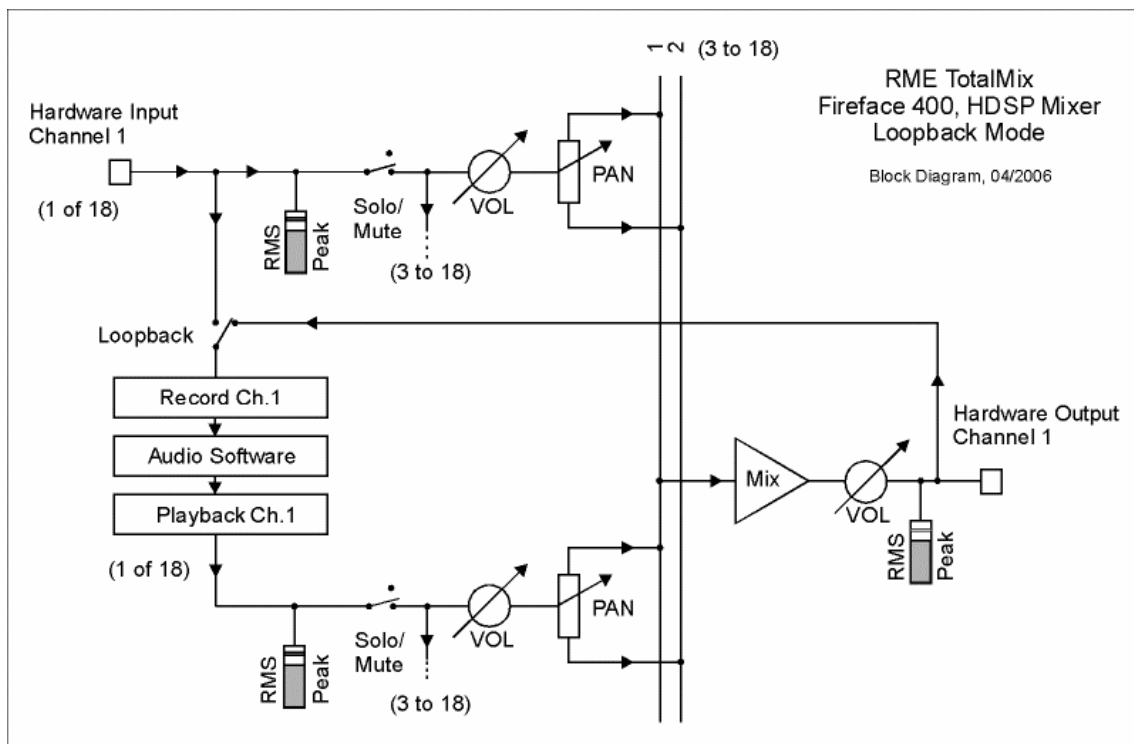 1
2
(3 to 18)
RME TotalMix
Fireface 400, HDSP Mixer
Loopback Mode
Block Diagram, 04/2006
Hardware Input
Channel 1
(1 of 18)
RMS
Peak
Solo/
Mute
(3 to 18)
VOL
PAN
Loopback
Record Ch.1
Audio Software
Playback Ch.1
(1 of 18)
Hardware Output
Channel 1
Mix
VOL
RMS
Peak
RMS
Peak
Solo/
Mute
(3 to 18)
VOL
PAN